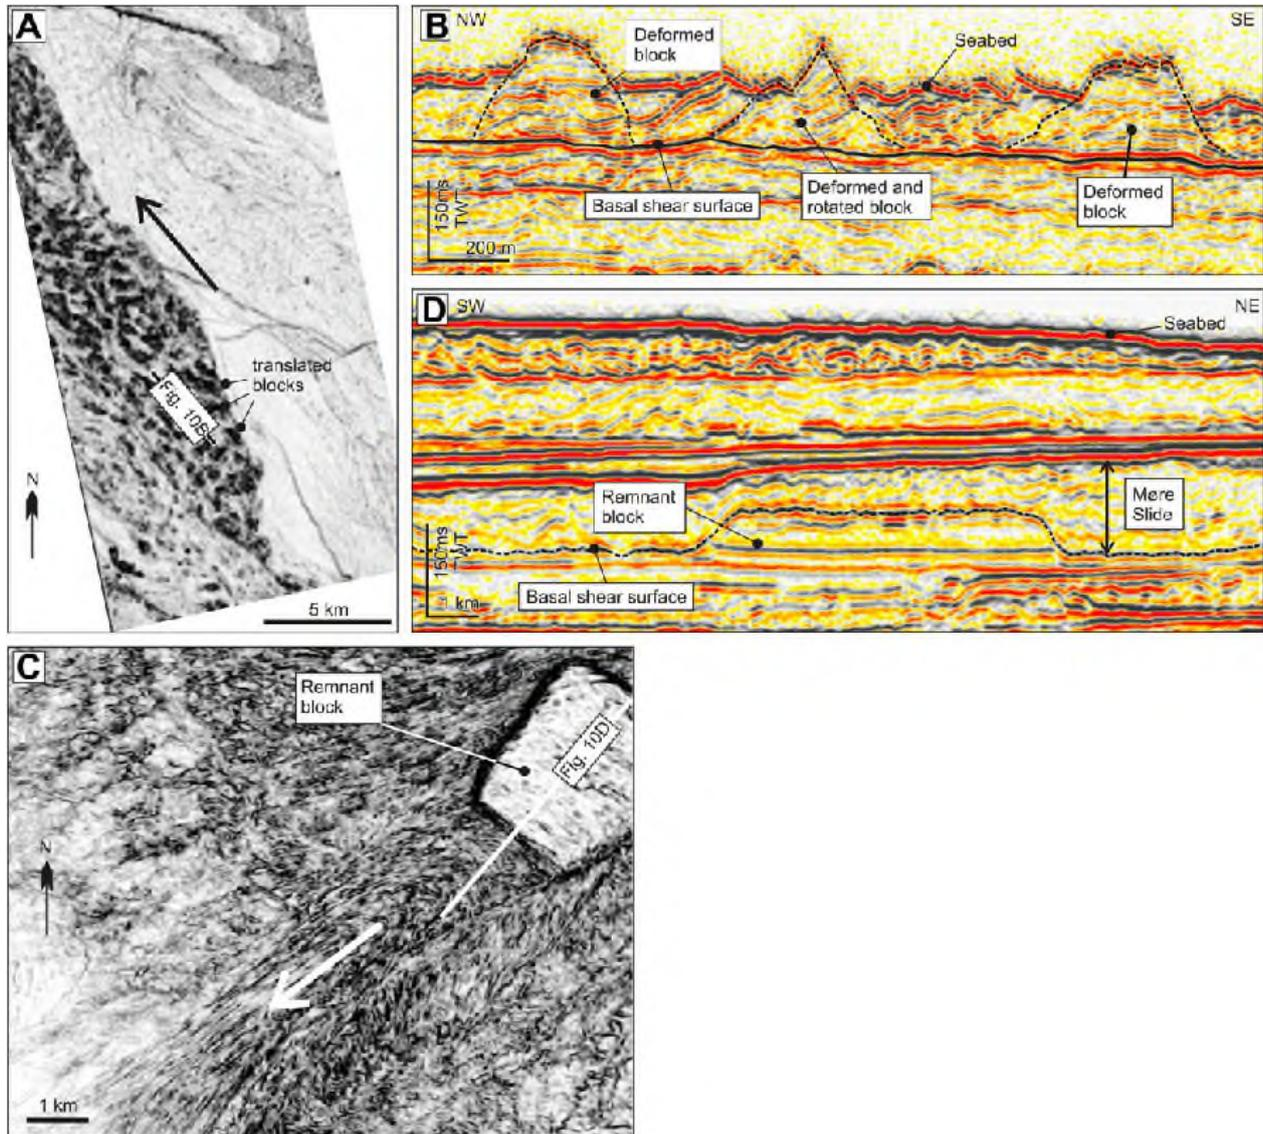 A
translated
blocks
Fig. 10B
N
5 km
B
NW
SE
Deformed
block
Seabed
Basal shear surface
Deformed and
rotated block
Deformed
block
150ms
TWT
200 m
D
SW
NE
Seabed
Remnant
block
Møre
Slide
Basal shear surface
150ms
TWT
km
C
Remnant
block
Fig. 10D
N
1 km